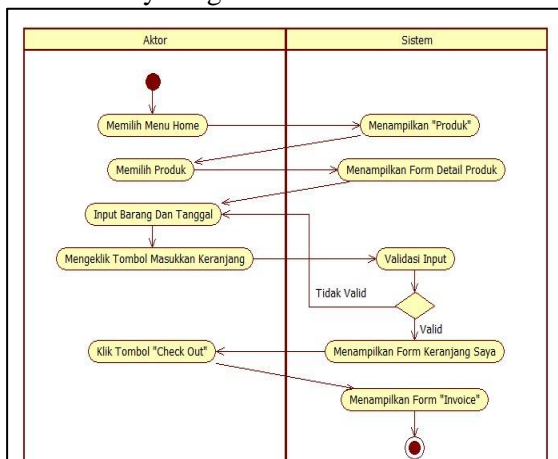 Aktor
Sistem
Memilih Menu Home
Menampilkan "Produk"
Memilih Produk
Menampilkan Form Detail Produk
Input Barang Dan Tanggal
Mengeklik Tombol Masukkan Keranjang
Validasi Input
Tidak Valid
Valid
Klik Tombol "Check Out"
Menampilkan Form Keranjang Saya
Menampilkan Form "Invoice"